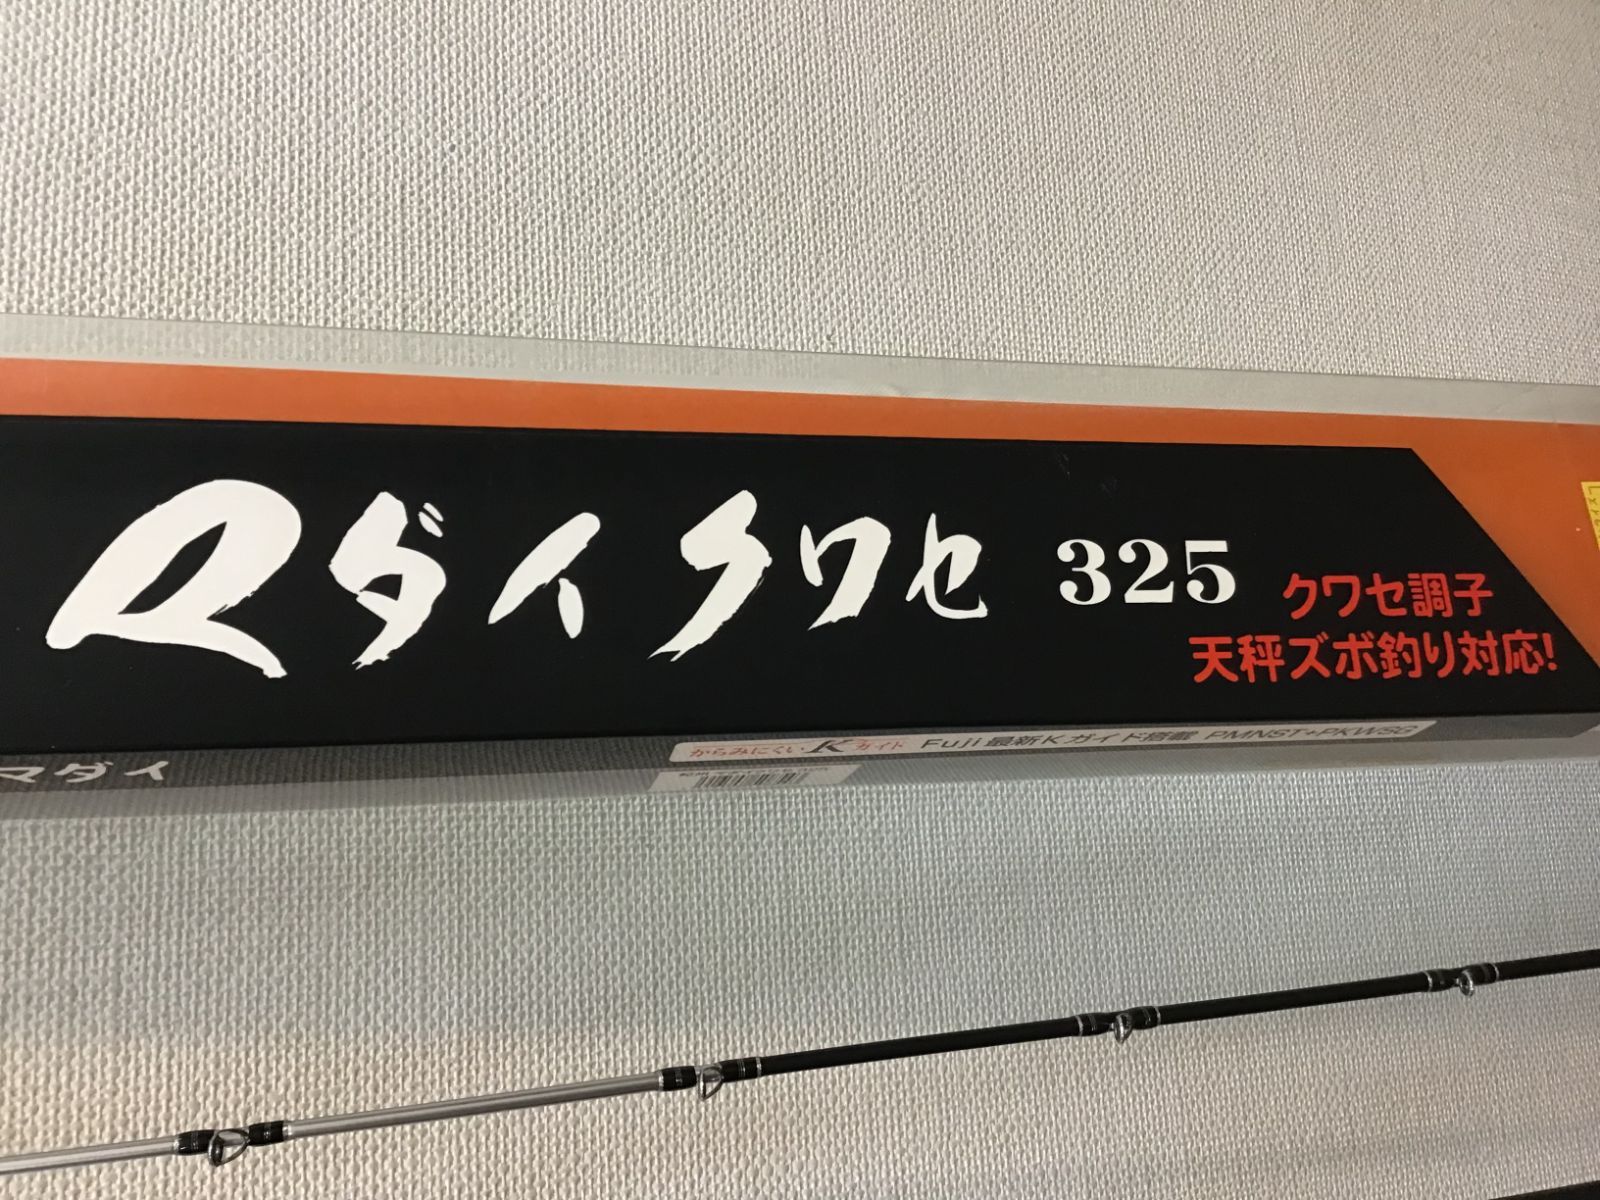 マダイ クワセ 325
クワセ調子
天秤ズボ釣り対応!
からみにくい Kガイド Fuji 最新Kガイド搭載 PMNST+PKWSG
マダイ